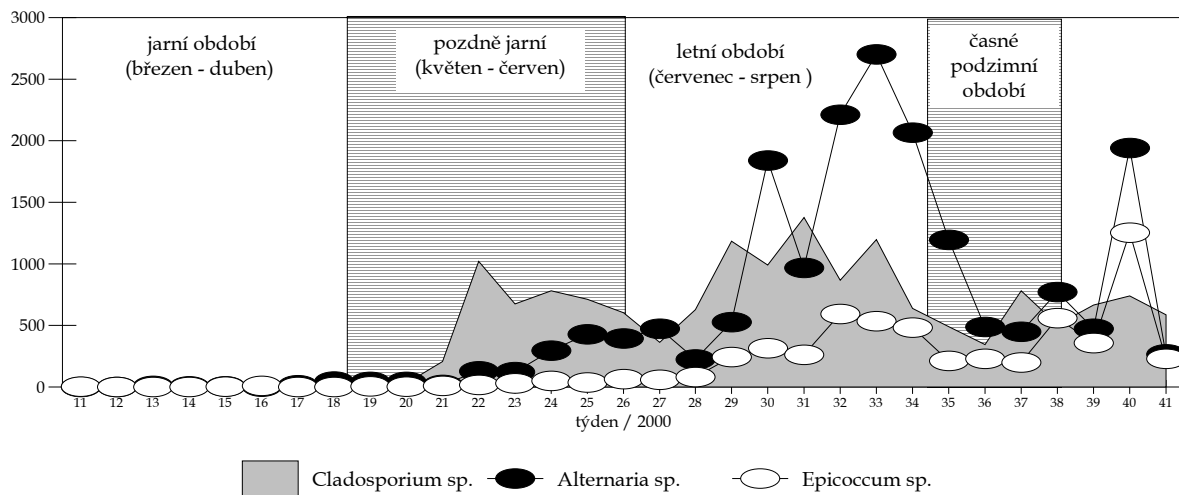 3000
2500
2000
1500
1000
500
0
jarní období
(březen - duben)
pozdně jarní
(květen - červen)
letní období
(červenec - srpen )
časné
podzimní
období
11 12 13 14 15 16 17 18 19 20 21 22 23 24 25 26 27 28 29 30 31 32 33 34 35 36 37 38 39 40 41
týden / 2000
Cladosporium sp. Alternaria sp. Epicoccum sp.